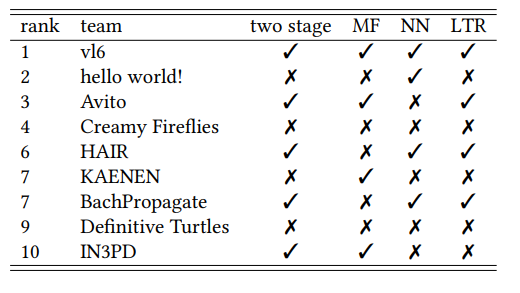 rank team two stage MF NN LTR
1 vl6 ✓ ✓ ✓ ✓
2 hello world! ✗ ✗ ✓ ✗
3 Avito ✓ ✓ ✗ ✓
4 Creamy Fireflies ✗ ✗ ✗ ✗
6 HAIR ✓ ✗ ✓ ✓
7 KAENEN ✗ ✓ ✗ ✗
7 BachPropagate ✓ ✗ ✓ ✓
9 Definitive Turtles ✗ ✗ ✗ ✗
10 IN3PD ✓ ✓ ✗ ✗